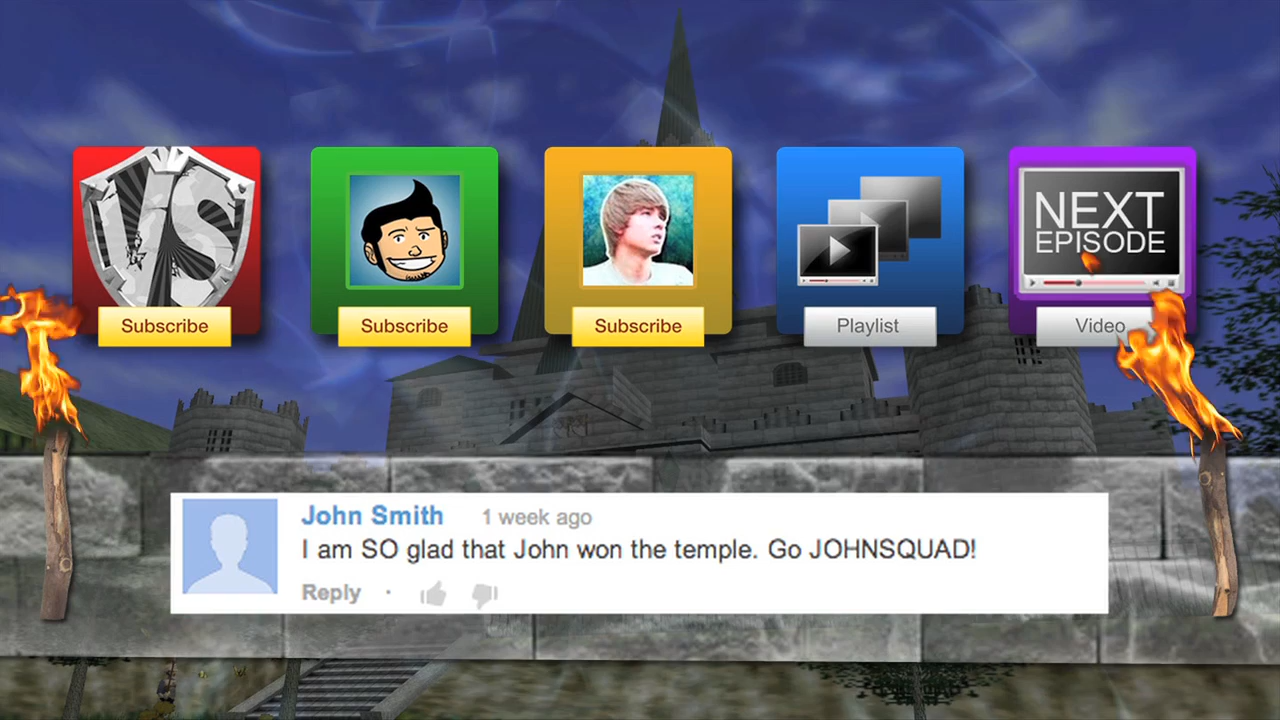 VS
NEXT
EPISODE
Subscribe
Subscribe
Subscribe
Playlist
Video
John Smith 1 week ago
I am SO glad that John won the temple. Go JOHNSQUAD!
Reply ·